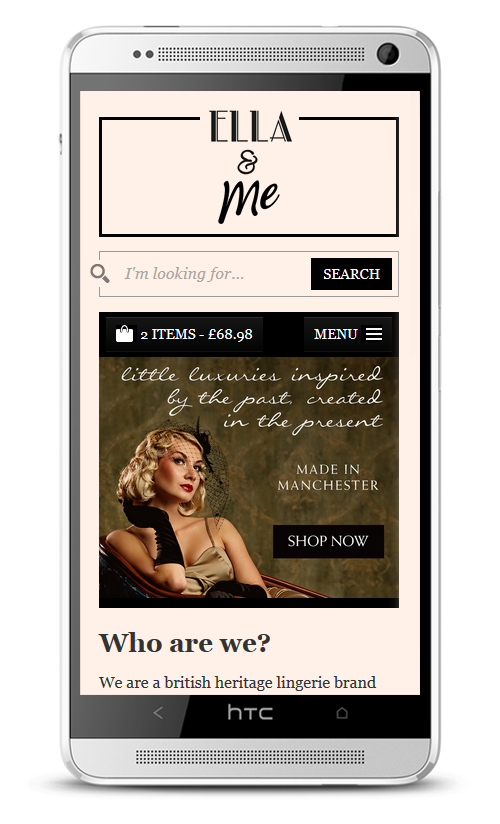 ELLA
&
Me
I'm looking for...
SEARCH
2 ITEMS - £68.98
MENU
little luxuries inspired
by the past, created
in the present
MADE IN
MANCHESTER
SHOP NOW
Who are we?
We are a british heritage lingerie brand
hTC